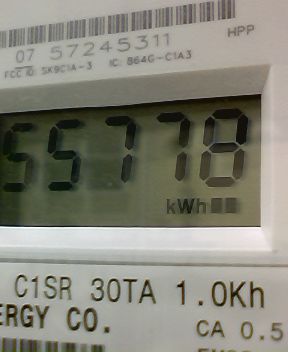 07 57245311
HPP
FCC ID: SK9C1A-3 IC: 864G-C1A3
55778
kWh
C1SR 30TA 1.0Kh
ERGY CO.
CA 0.5